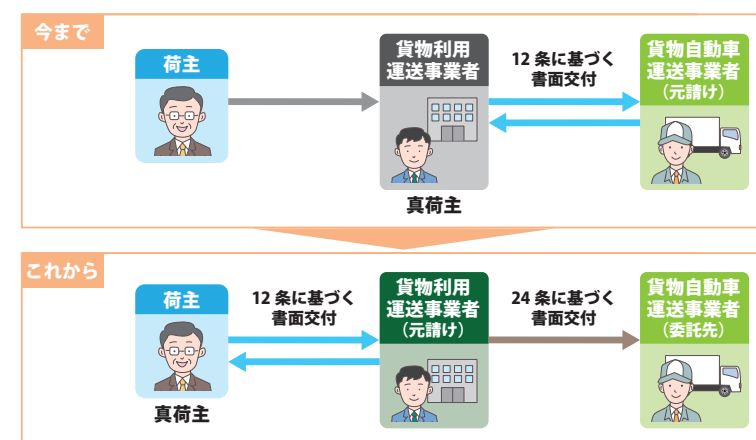 今まで
荷主
貨物利用
運送事業者
真荷主
12 条に基づく
書面交付
貨物自動車
運送事業者
（元請け）
これから
荷主
真荷主
12 条に基づく
書面交付
貨物利用
運送事業者
（元請け）
24 条に基づく
書面交付
貨物自動車
運送事業者
（委託先）